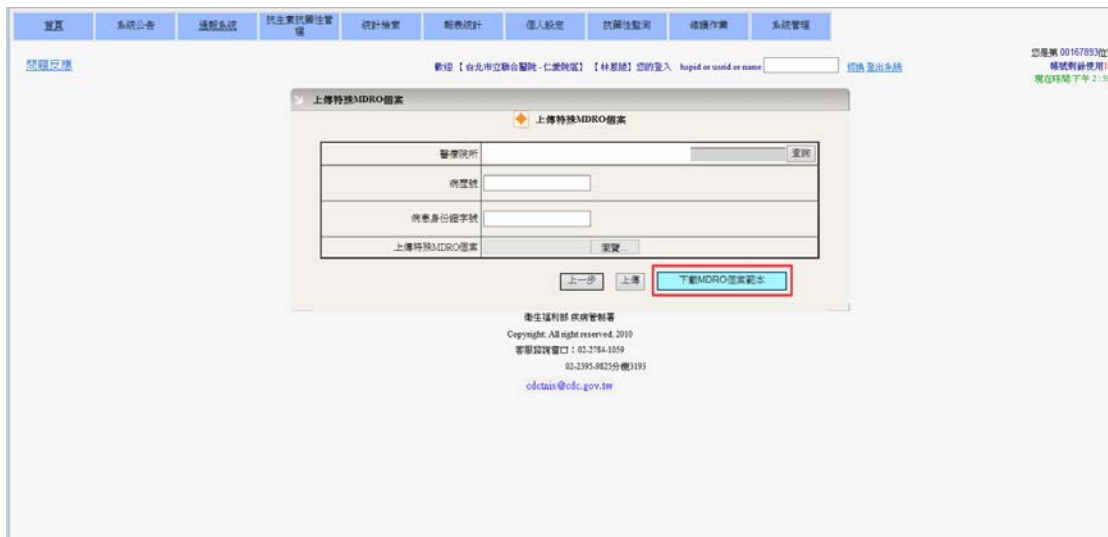 首頁
系統公告
通報系統
抗生素抗藥性管理
統計檢索
報表統計
個人設定
抗藥性監測
維護作業
系統管理
您是第 00167893位
問題反應
歡迎 【台北市立聯合醫院 - 仁愛院區】 【林恩綺】您的登入 hspid or usrid or name
切換 登出系統
帳號剩餘使用1
現在時間 下午 2 : 5
上傳特殊MDRO個案
上傳特殊MDRO個案
醫療院所
查詢
病歷號
病患身份證字號
上傳特殊MDRO個案
瀏覽...
上一步
上傳
下載MDRO個案範本
衛生福利部 疾病管制署
Copyright: All right reserved. 2010
客服諮詢窗口：02-2784-1059
02-2395-9825分機3193
cdctnis@cdc.gov.tw